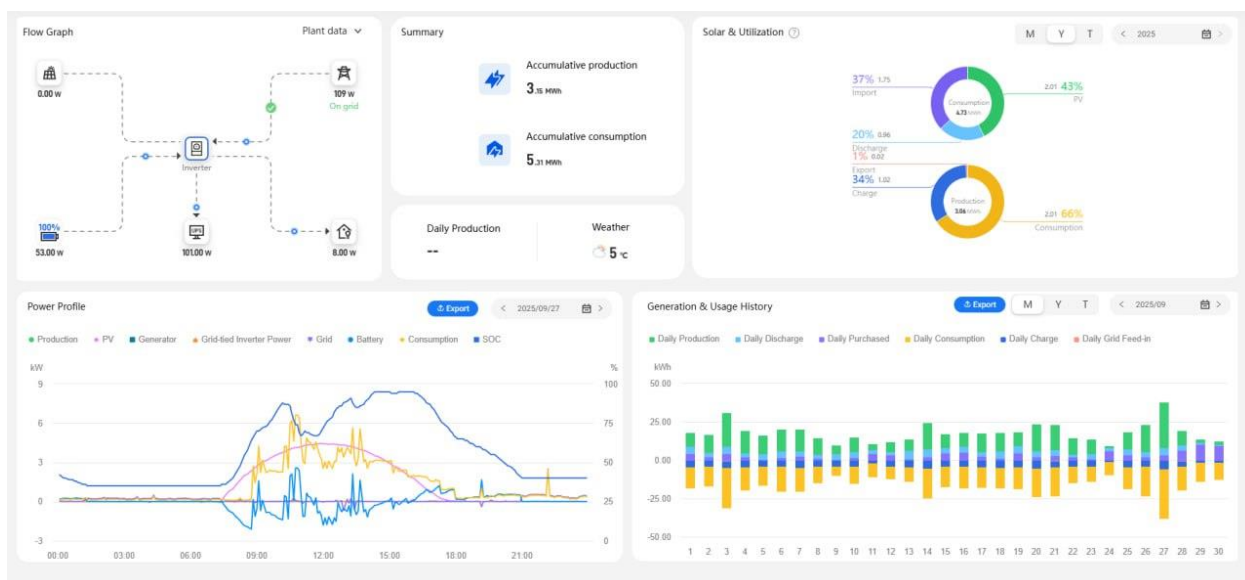 Flow Graph
Plant data
0.00 w
109 w
On grid
Inverter
100%
53.00 w
UPS
101.00 w
8.00 w
Summary
Accumulative production
3.15 MWh
Accumulative consumption
5.31 MWh
Daily Production
--
Weather
5 ℃
Solar & Utilization ?
M Y T < 2025 >
37% 1.75
Import
2.01 43%
PV
Consumption
4.73 MWh
20% 0.96
Discharge
1% 0.02
Export
34% 1.02
Charge
Production
3.04 MWh
2.01 66%
Consumption
Power Profile
Export
< 2025/09/27 >
Production PV Generator Grid-tied Inverter Power Grid Battery Consumption SOC
kW %
9 100
6 75
3 50
0 25
-3 0
00:00 03:00 06:00 09:00 12:00 15:00 18:00 21:00
Generation & Usage History
Export
M Y T < 2025/09 >
Daily Production Daily Discharge Daily Purchased Daily Consumption Daily Charge Daily Grid Feed-in
kWh
50.00
25.00
0.00
-25.00
-50.00
1 2 3 4 5 6 7 8 9 10 11 12 13 14 15 16 17 18 19 20 21 22 23 24 25 26 27 28 29 30